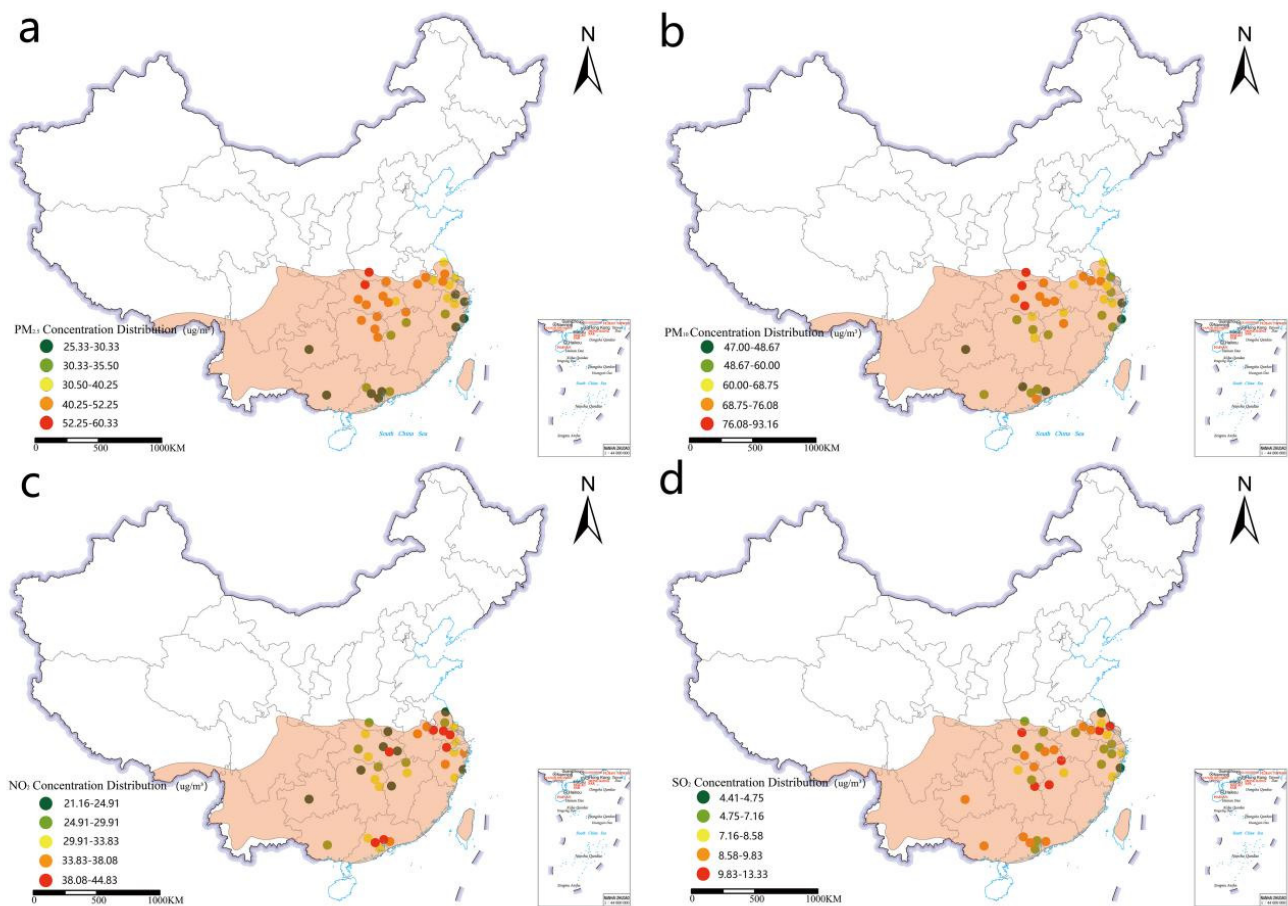 a
N
PM₂.₅ Concentration Distribution (ug/m³)
25.33-30.33
30.33-35.50
30.50-40.25
40.25-52.25
52.25-60.33
0 500 1000KM
South China Sea
b
N
PM₁₀ Concentration Distribution (ug/m³)
47.00-48.67
48.67-60.00
60.00-68.75
68.75-76.08
76.08-93.16
0 500 1000KM
South China Sea
c
N
NO₂ Concentration Distribution (ug/m³)
21.16-24.91
24.91-29.91
29.91-33.83
33.83-38.08
38.08-44.83
0 500 1000KM
d
N
SO₂ Concentration Distribution (ug/m³)
4.41-4.75
4.75-7.16
7.16-8.58
8.58-9.83
9.83-13.33
0 500 1000KM